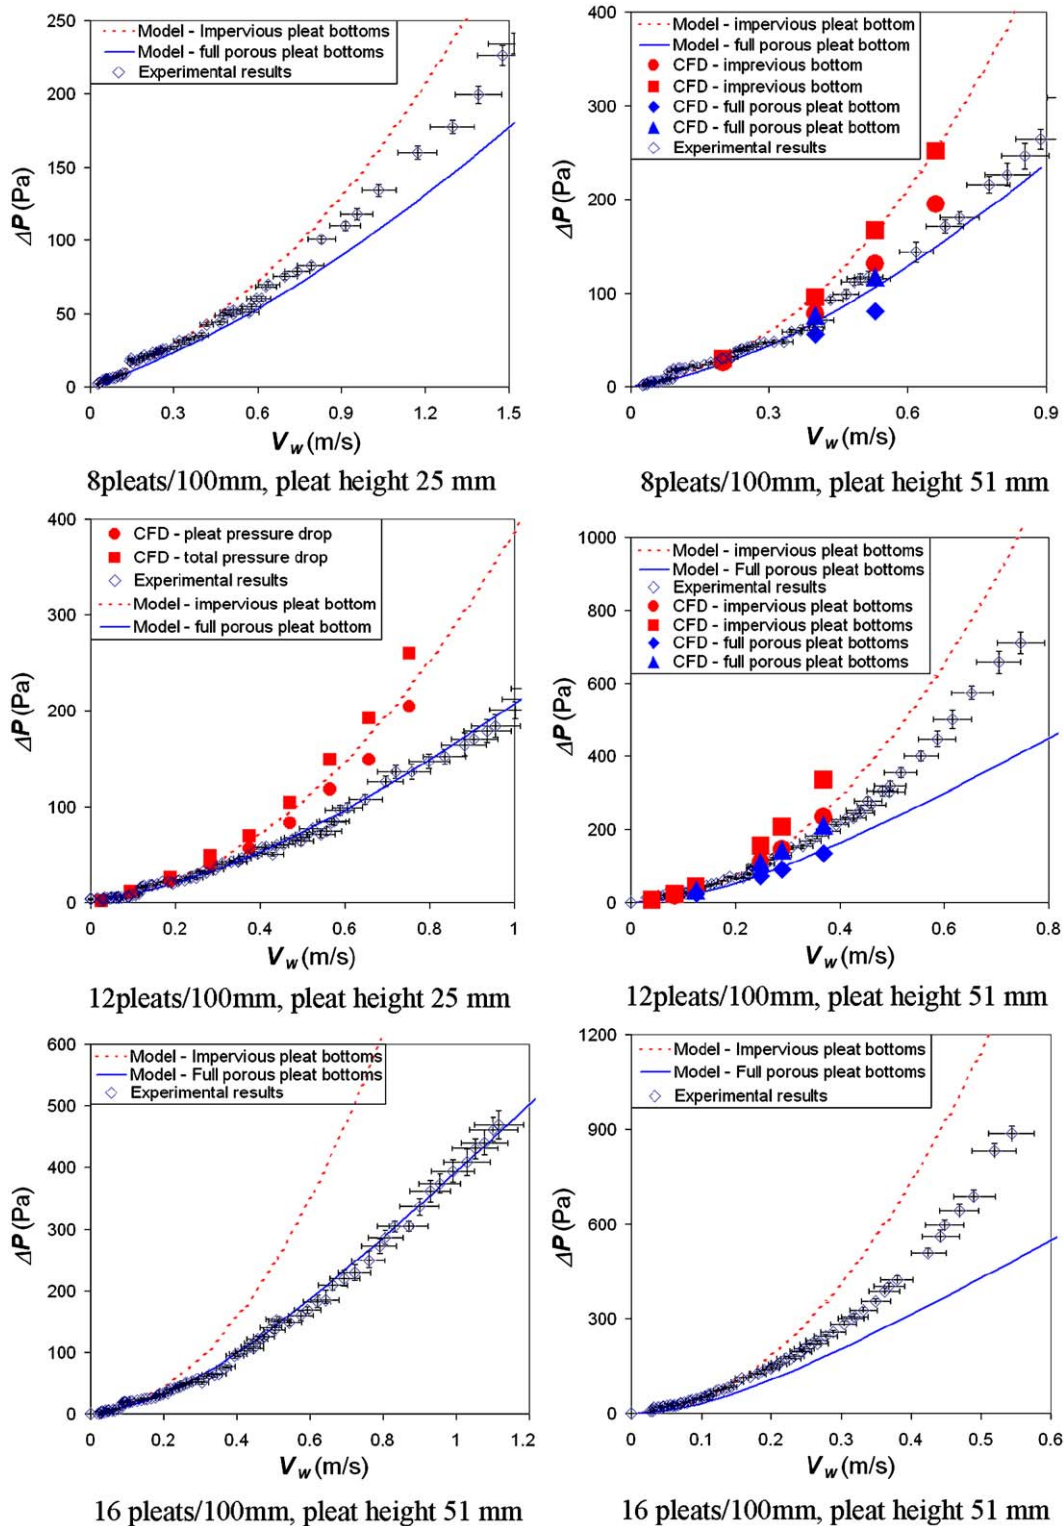 250
200
150
100
50
0
ΔP (Pa)
Model - Impervious pleat bottoms
Model - full porous pleat bottoms
Experimental results
0 0.3 0.6 0.9 1.2 1.5
Vw (m/s)
8pleats/100mm, pleat height 25 mm
400
300
200
100
0
ΔP (Pa)
Model - impervious pleat bottom
Model - full porous pleat bottom
CFD - imprevious bottom
CFD - imprevious bottom
CFD - full porous pleat bottom
CFD - full porous pleat bottom
Experimental results
0 0.3 0.6 0.9
Vw (m/s)
8pleats/100mm, pleat height 51 mm
400
300
200
100
0
ΔP (Pa)
CFD - pleat pressure drop
CFD - total pressure drop
Experimental results
Model - impervious pleat bottom
Model - full porous pleat bottom
0 0.2 0.4 0.6 0.8 1
Vw (m/s)
12pleats/100mm, pleat height 25 mm
1000
800
600
400
200
0
ΔP (Pa)
Model - impervious pleat bottoms
Model - Full porous pleat bottoms
Experimental results
CFD - impervious pleat bottoms
CFD - impervious pleat bottoms
CFD - full porous pleat bottoms
CFD - full porous pleat bottoms
0 0.2 0.4 0.6 0.8
Vw (m/s)
12pleats/100mm, pleat height 51 mm
600
500
400
300
200
100
0
ΔP (Pa)
Model - Impervious pleat bottoms
Model - Full porous pleat bottoms
Experimental results
0 0.2 0.4 0.6 0.8 1 1.2
Vw (m/s)
16 pleats/100mm, pleat height 51 mm
1200
900
600
300
0
ΔP (Pa)
Model - Impervious pleat bottoms
Model - Full porous pleat bottoms
Experimental results
0 0.1 0.2 0.3 0.4 0.5 0.6
Vw (m/s)
16 pleats/100mm, pleat height 51 mm